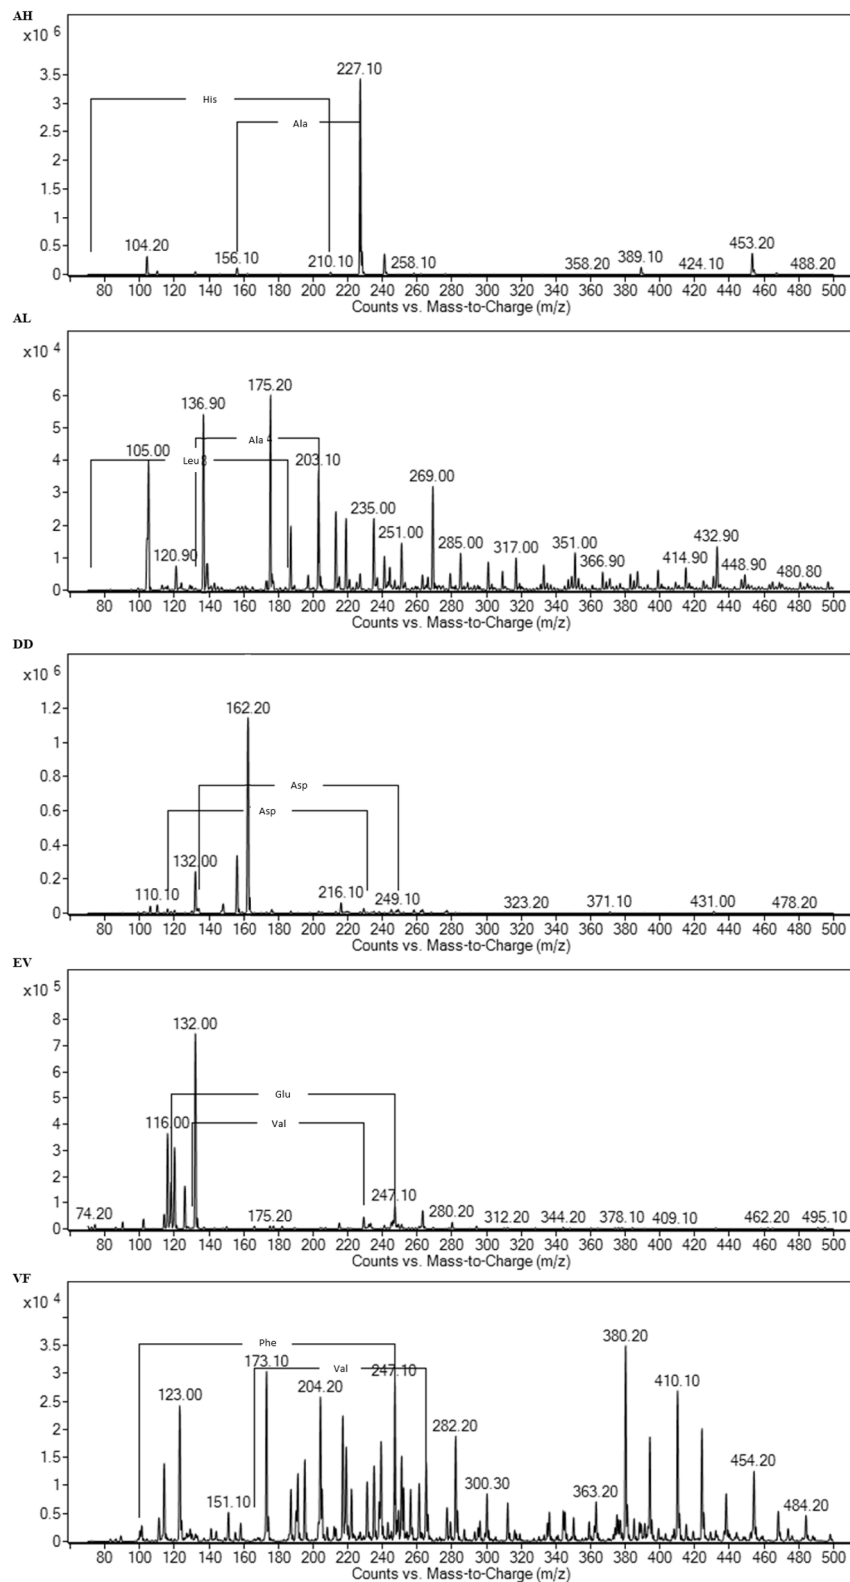 AH
x10 6
3.5
3
2.5
2
1.5
1
0.5
0
His
Ala
227.10
104.20 156.10 210.10 258.10 358.20 389.10 424.10 453.20 488.20
80 100 120 140 160 180 200 220 240 260 280 300 320 340 360 380 400 420 440 460 480 500
Counts vs. Mass-to-Charge (m/z)
AL
x10 4
6
5
4
3
2
1
0
175.20
136.90
Ala
105.00 Leu 203.10
269.00
235.00
251.00
120.90 285.00 317.00 351.00 366.90 414.90 432.90 448.90 480.80
80 100 120 140 160 180 200 220 240 260 280 300 320 340 360 380 400 420 440 460 480 500
Counts vs. Mass-to-Charge (m/z)
DD
x10 6
1.2
1
0.8
0.6
0.4
0.2
0
162.20
Asp
Asp
132.00
110.10 216.10 249.10 323.20 371.10 431.00 478.20
80 100 120 140 160 180 200 220 240 260 280 300 320 340 360 380 400 420 440 460 480 500
Counts vs. Mass-to-Charge (m/z)
EV
x10 5
8
7
6
5
4
3
2
1
0
132.00
Glu
116.00 Val
247.10
74.20 175.20 280.20 312.20 344.20 378.10 409.10 462.20 495.10
80 100 120 140 160 180 200 220 240 260 280 300 320 340 360 380 400 420 440 460 480 500
Counts vs. Mass-to-Charge (m/z)
VF
x10 4
3.5
3
2.5
2
1.5
1
0.5
0
Phe
380.20
173.10 Val 247.10
204.20 410.10
123.00
282.20
454.20
151.10 300.30 363.20 484.20
80 100 120 140 160 180 200 220 240 260 280 300 320 340 360 380 400 420 440 460 480 500
Counts vs. Mass-to-Charge (m/z)